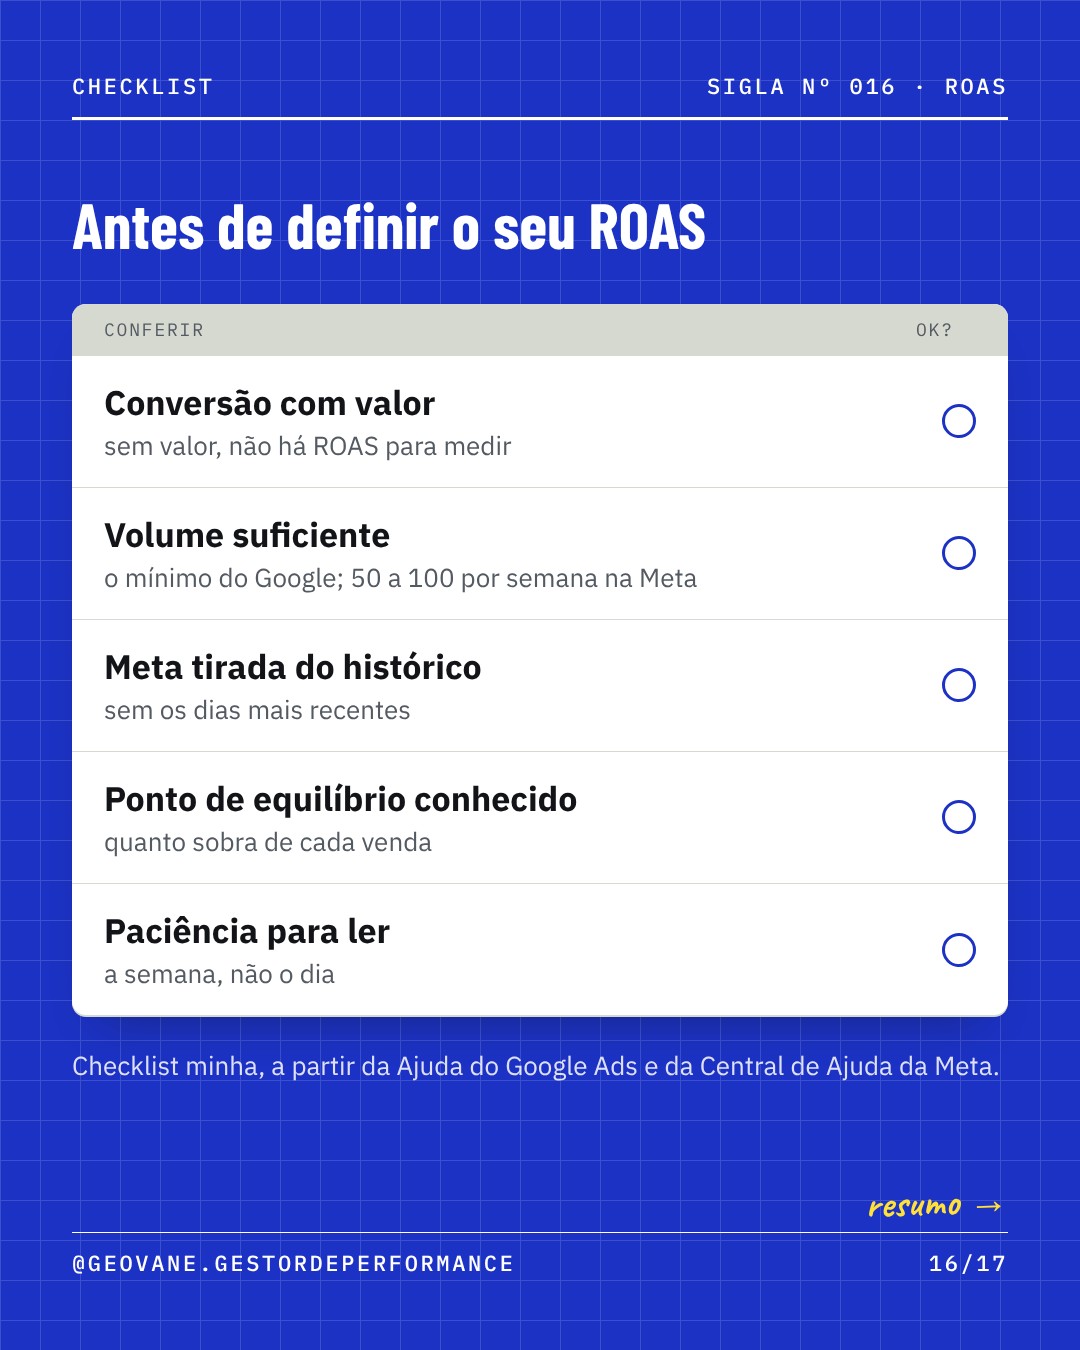 CHECKLIST
SIGLA Nº 016 · ROAS
Antes de definir o seu ROAS
CONFERIR
OK?
Conversão com valor
sem valor, não há ROAS para medir
Volume suficiente
o mínimo do Google; 50 a 100 por semana na Meta
Meta tirada do histórico
sem os dias mais recentes
Ponto de equilíbrio conhecido
quanto sobra de cada venda
Paciência para ler
a semana, não o dia
Checklist minha, a partir da Ajuda do Google Ads e da Central de Ajuda da Meta.
resumo →
@GEOVANE.GESTORDEPERFORMANCE
16/17